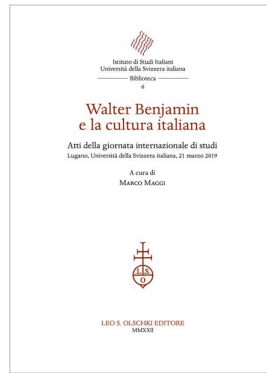 Istituto di Studi Italiani
Università della Svizzera italiana
Biblioteca
6
Walter Benjamin
e la cultura italiana
Atti della giornata internazionale di studi
Lugano, Università della Svizzera italiana, 21 marzo 2019
A cura di
Marco Maggi
L S
O
LEO S. OLSCHKI EDITORE
MMXXII